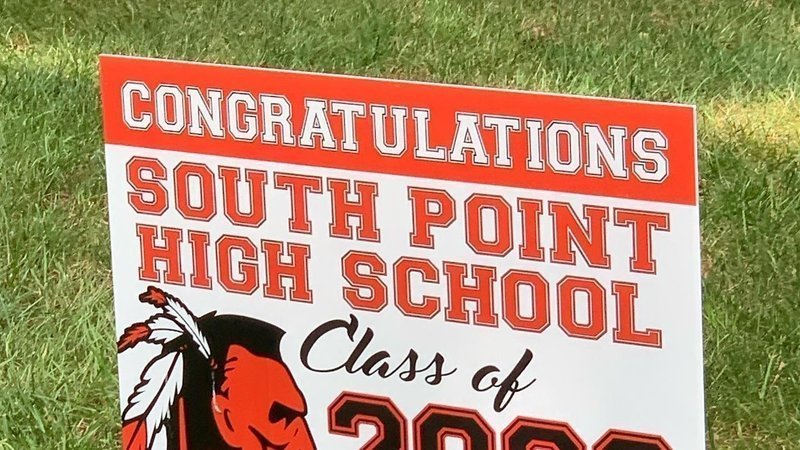 CONGRATULATIONS
SOUTH POINT
HIGH SCHOOL
Class of